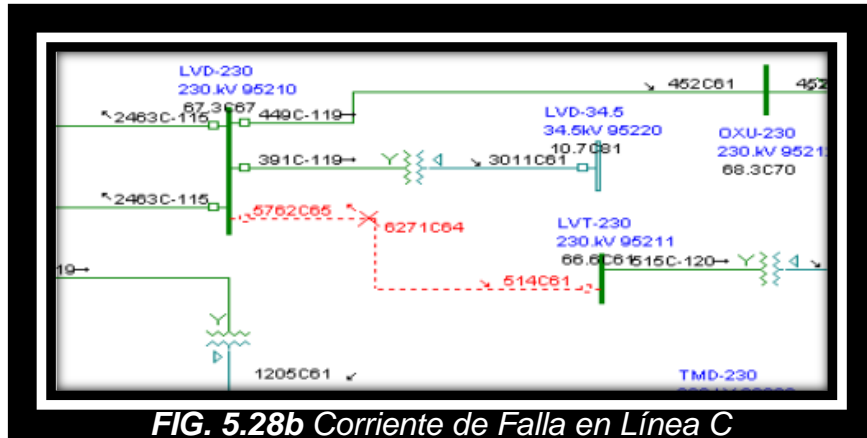 LVD-230
230.kV 95210
67.3C67
2463C-115
449C-119
452C61
452
LVD-34.5
34.5kV 95220
10.7C81
OXU-230
230.kV 9521
68.3C70
391C-119
3011C61
2463C-115
5762C65
6271C64
LVT-230
230.kV 95211
66.6C61
515C-120
19
514C61
1205C61
TMD-230
FIG. 5.28b Corriente de Falla en Línea C